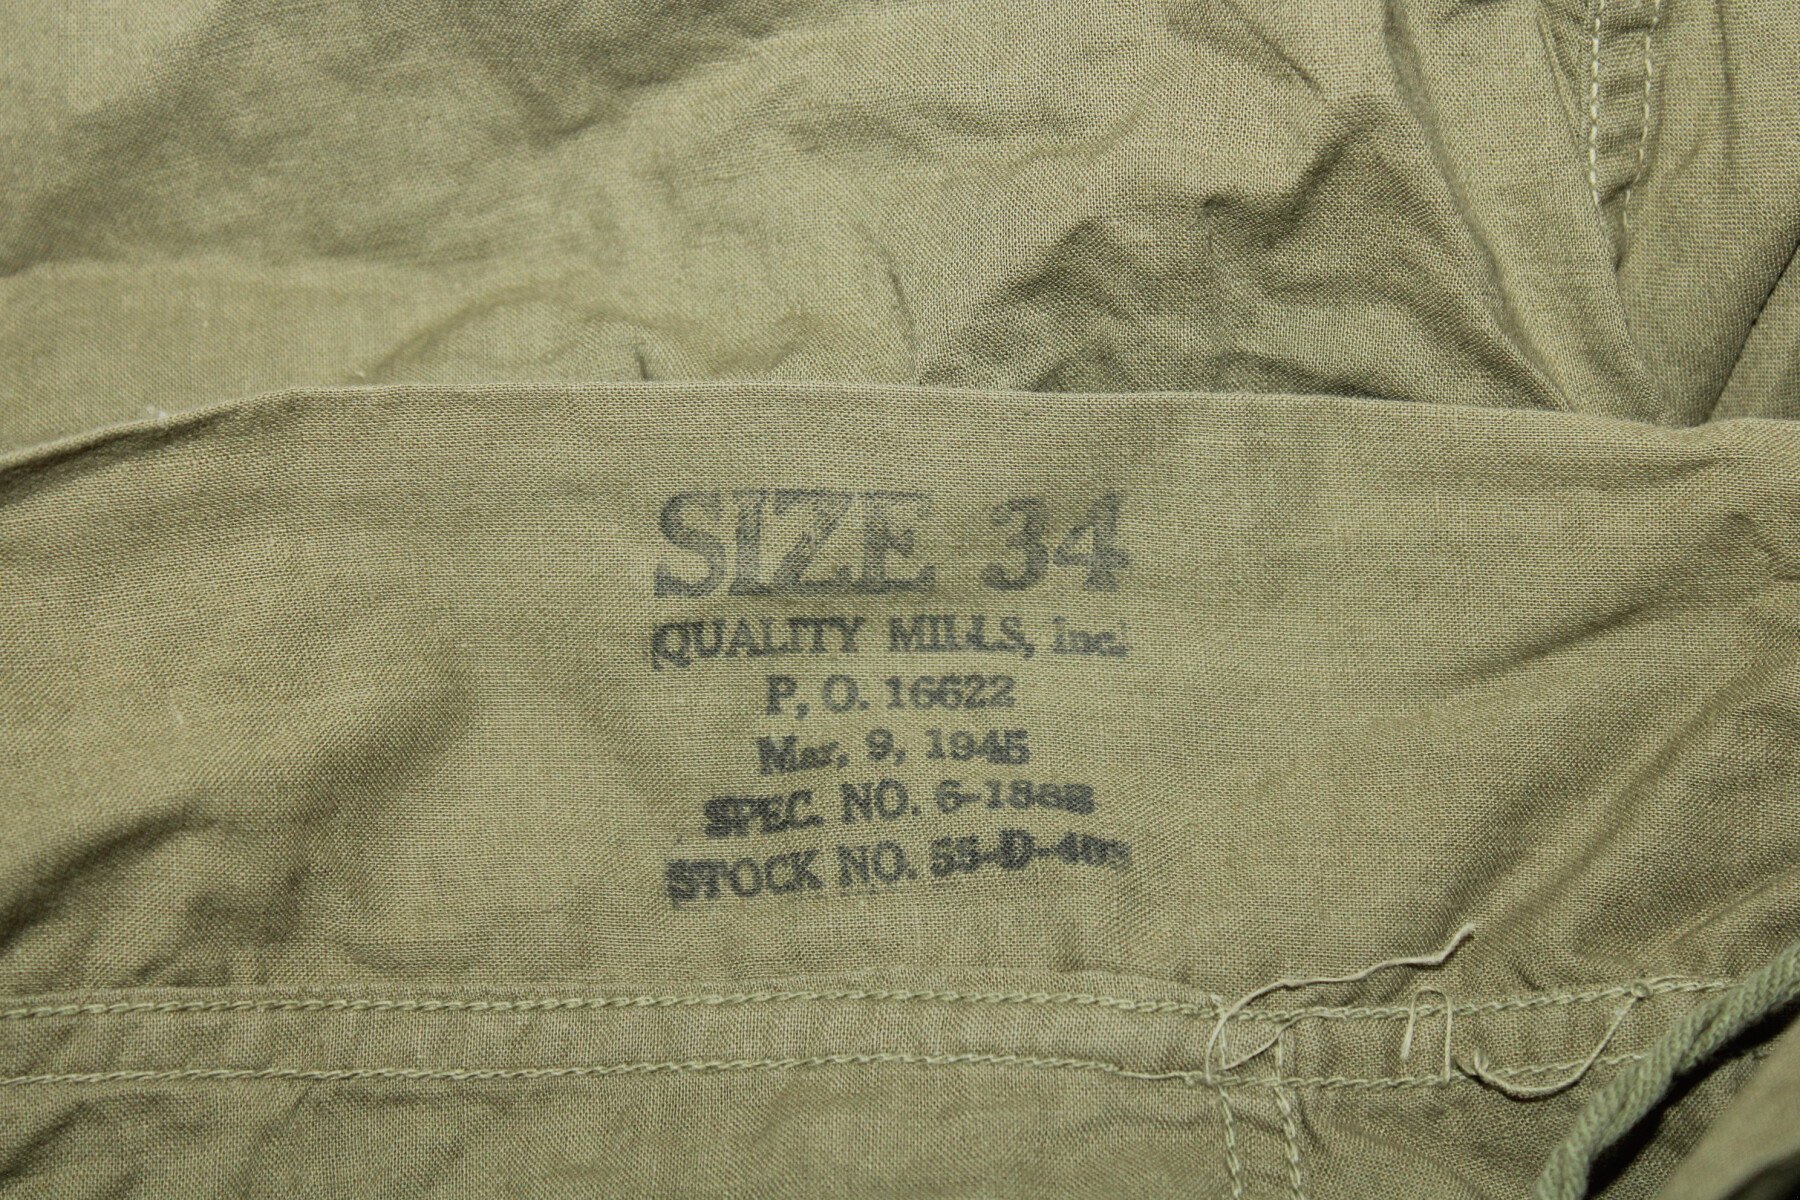 SIZE 34
QUALITY MILLS, Inc.
P. O. 16622
Mar. 9, 1945
SPEC. NO.
STOCK NO.